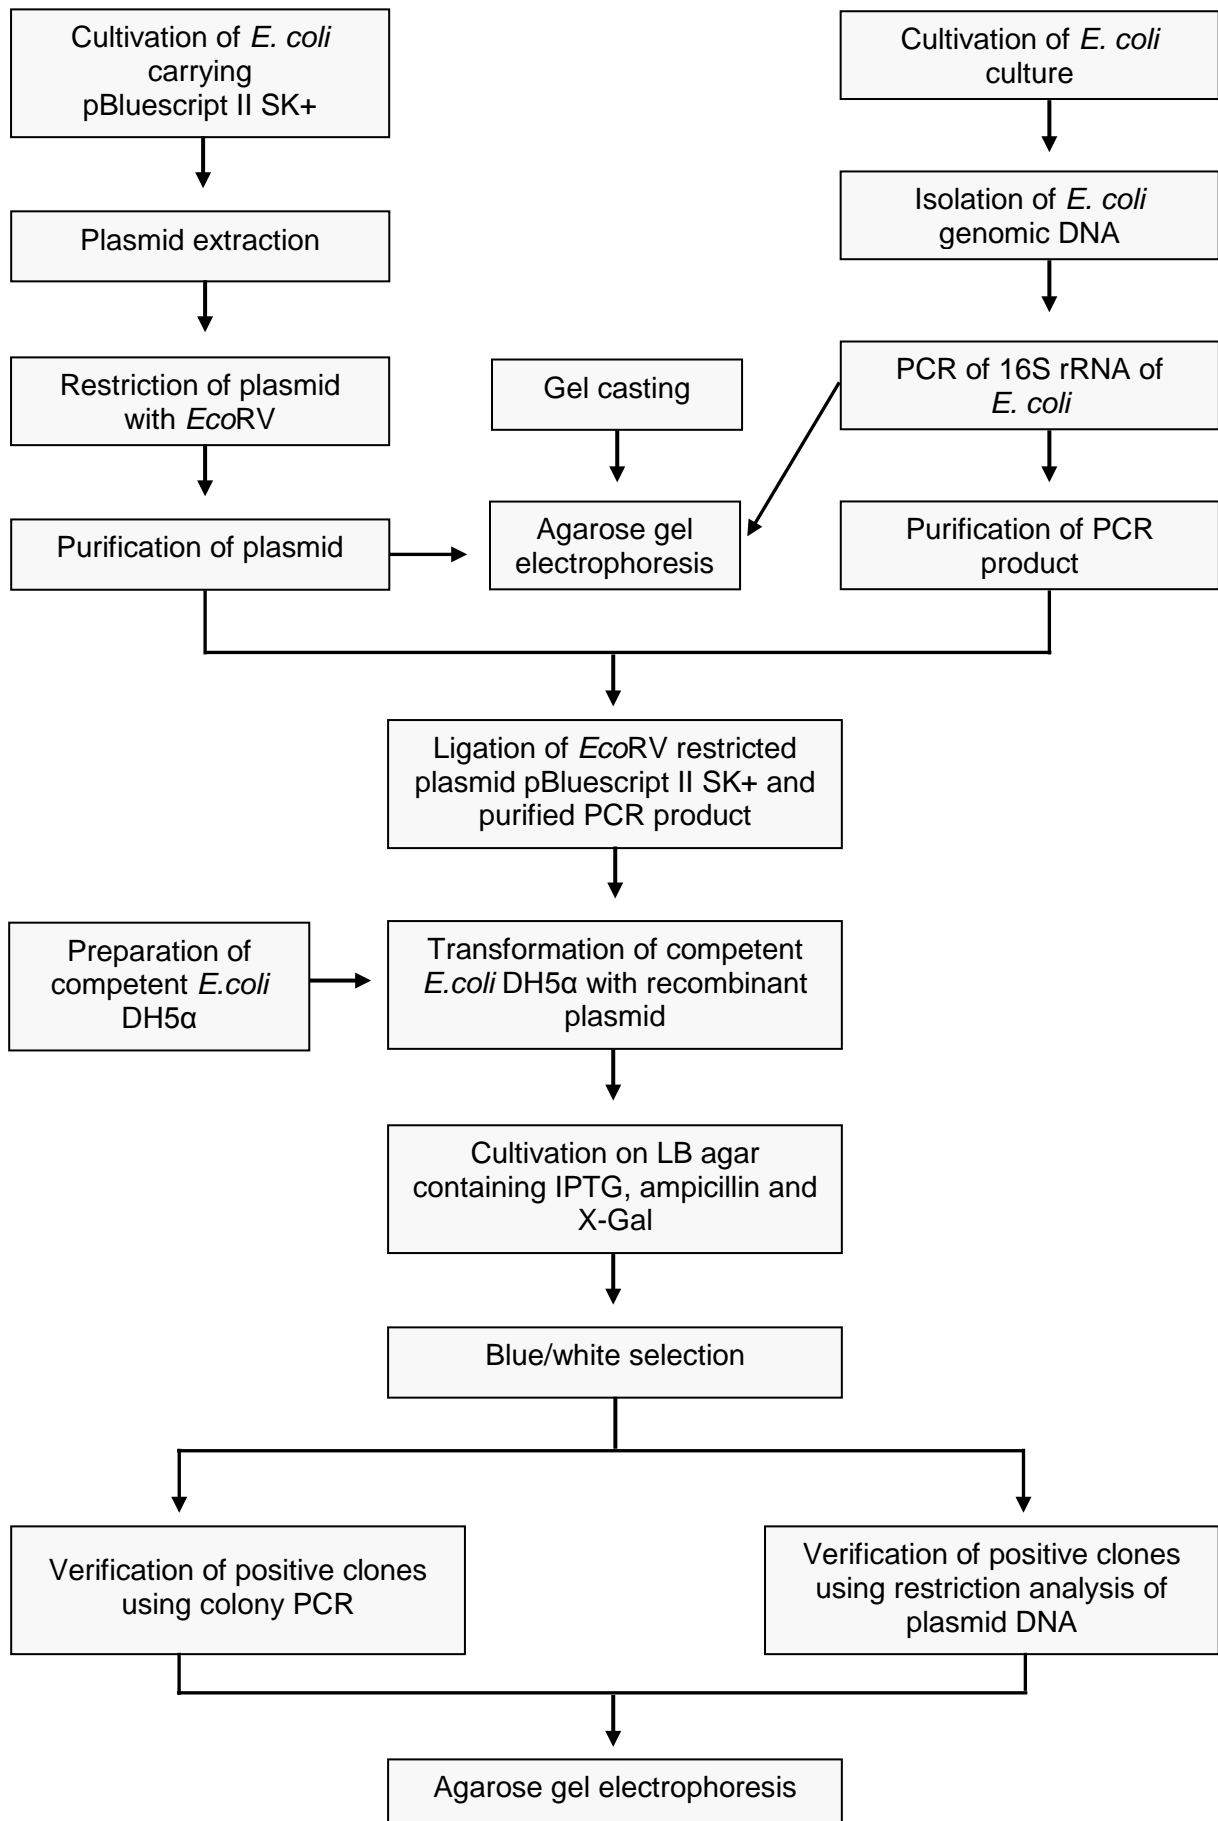 Cultivation of E. coli
carrying
pBluescript II SK+
Cultivation of E. coli
culture
Plasmid extraction
Isolation of E. coli
genomic DNA
Restriction of plasmid
with EcoRV
Gel casting
PCR of 16S rRNA of
E. coli
Purification of plasmid
Agarose gel
electrophoresis
Purification of PCR
product
Ligation of EcoRV restricted
plasmid pBluescript II SK+ and
purified PCR product
Preparation of
competent E.coli
DH5α
Transformation of competent
E.coli DH5α with recombinant
plasmid
Cultivation on LB agar
containing IPTG, ampicillin and
X-Gal
Blue/white selection
Verification of positive clones
using colony PCR
Verification of positive clones
using restriction analysis of
plasmid DNA
Agarose gel electrophoresis